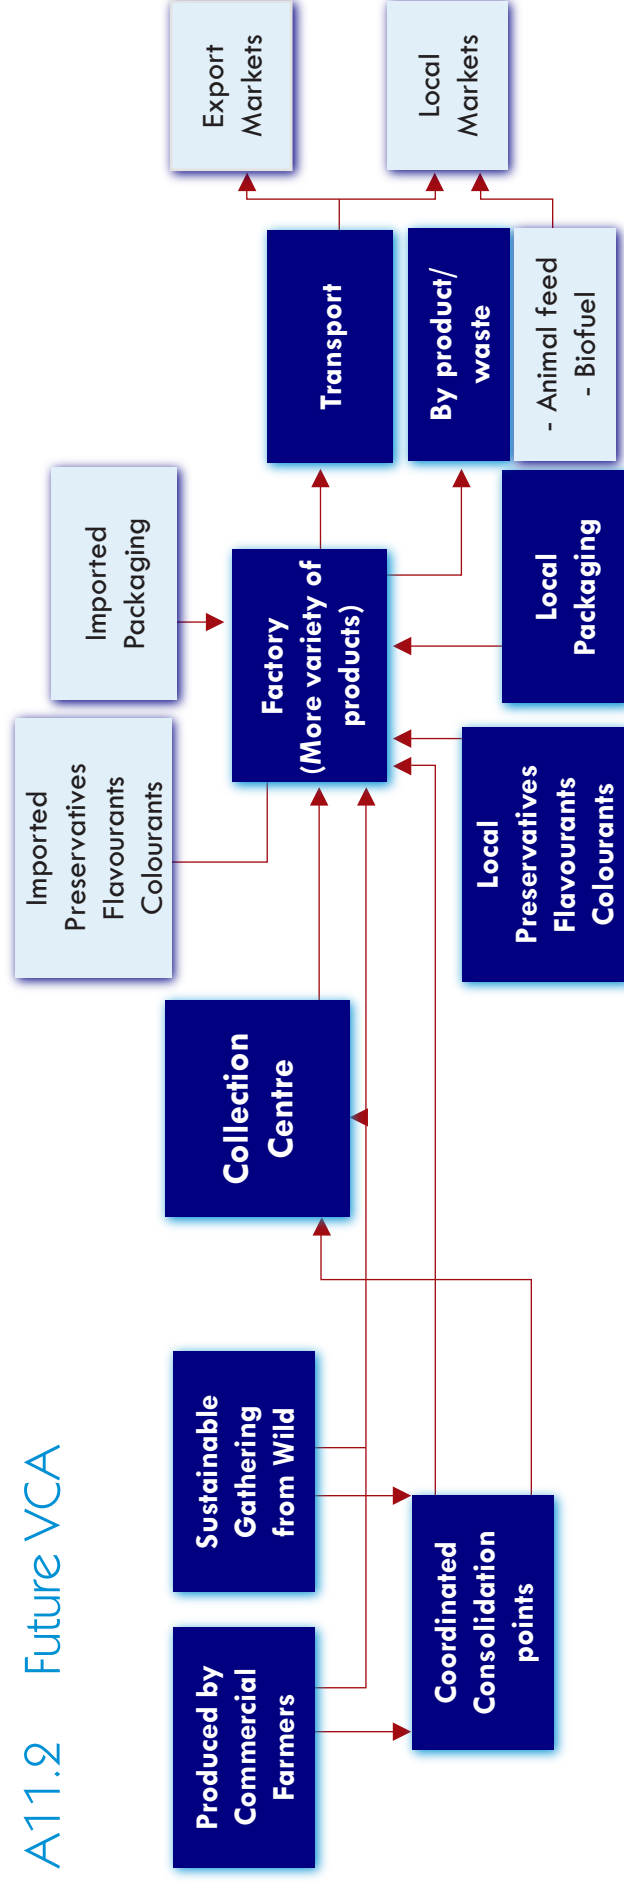 A11.2 Future VCA
Produced by
Commercial
Farmers
Sustainable
Gathering
from Wild
Coordinated
Consolidation
points
Collection
Centre
Imported
Preservatives
Flavourants
Colourants
Imported
Packaging
Factory
(More variety of
products)
Local
Preservatives
Flavourants
Colourants
Local
Packaging
Transport
By product/
waste
- Animal feed
- Biofuel
Export
Markets
Local
Markets